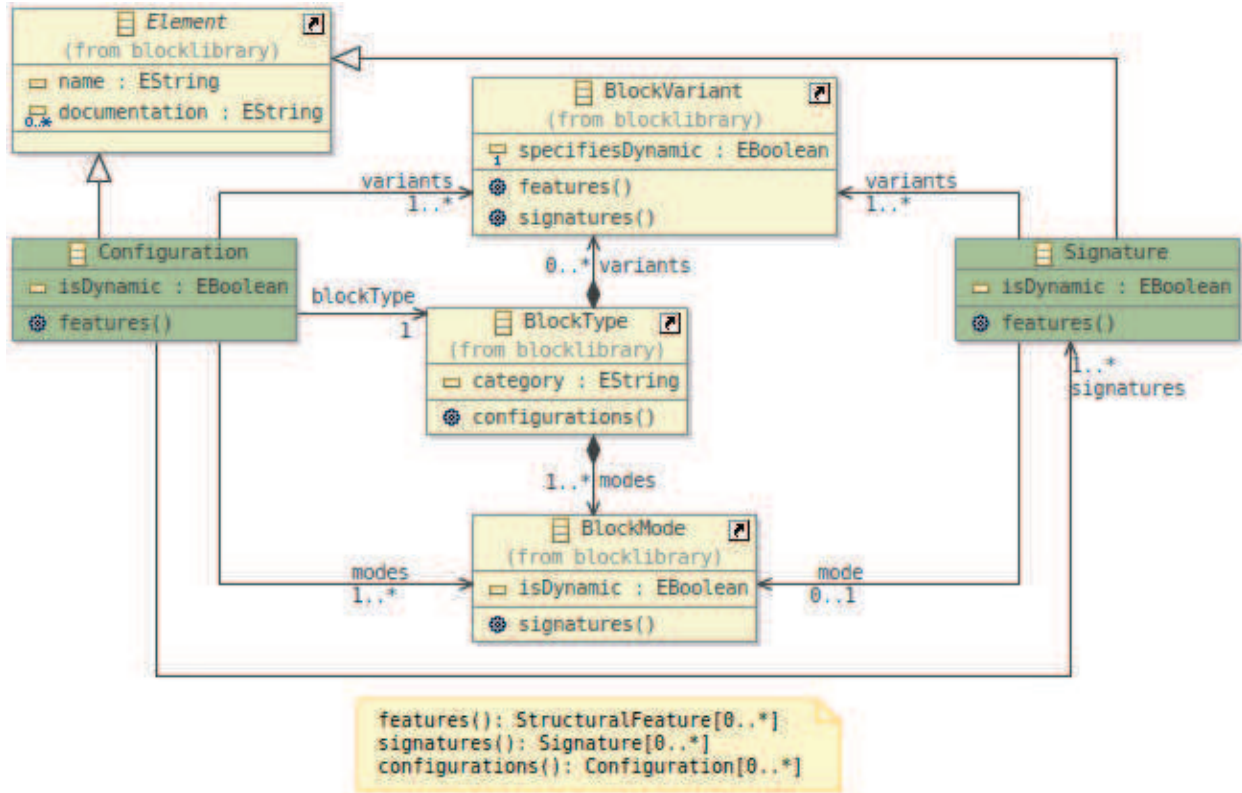 Element
(from blocklibrary)
name : EString
0..* documentation : EString
BlockVariant
(from blocklibrary)
1 specifiesDynamic : EBoolean
features()
signatures()
variants
1..*
variants
1..*
Configuration
isDynamic : EBoolean
features()
0..* variants
Signature
isDynamic : EBoolean
features()
blockType
1
BlockType
(from blocklibrary)
category : EString
configurations()
1..*
signatures
1..* modes
BlockMode
(from blocklibrary)
isDynamic : EBoolean
signatures()
modes
1..*
mode
0..1
features(): StructuralFeature[0..*]
signatures(): Signature[0..*]
configurations(): Configuration[0..*]